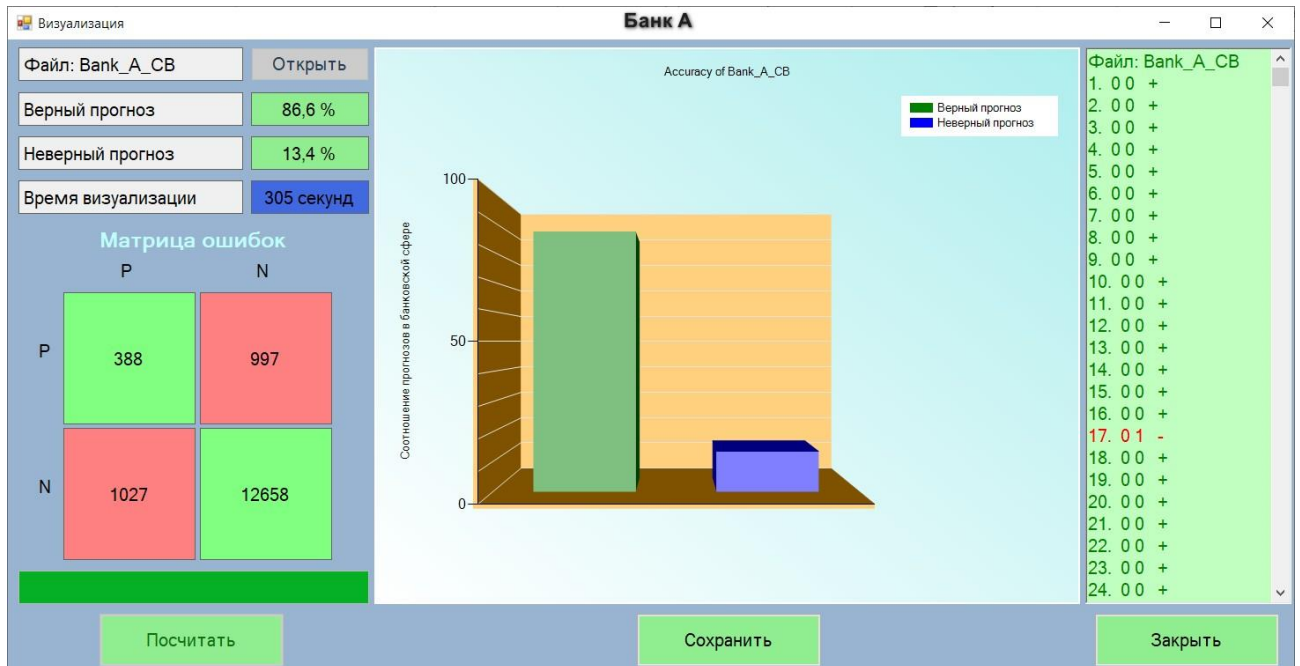 Визуализация
Банк А
Файл: Bank_A_CB
Открыть
Верный прогноз
86,6 %
Неверный прогноз
13,4 %
Время визуализации
305 секунд
Матрица ошибок
P N
P 388 997
N 1027 12658
Посчитать
Accuracy of Bank_A_CB
Верный прогноз
Неверный прогноз
Соотношение прогнозов в банковской сфере
100
50
0
Сохранить
Файл: Bank_A_CB
1. 0 0 +
2. 0 0 +
3. 0 0 +
4. 0 0 +
5. 0 0 +
6. 0 0 +
7. 0 0 +
8. 0 0 +
9. 0 0 +
10. 0 0 +
11. 0 0 +
12. 0 0 +
13. 0 0 +
14. 0 0 +
15. 0 0 +
16. 0 0 +
17. 0 1 -
18. 0 0 +
19. 0 0 +
20. 0 0 +
21. 0 0 +
22. 0 0 +
23. 0 0 +
24. 0 0 +
Закрыть